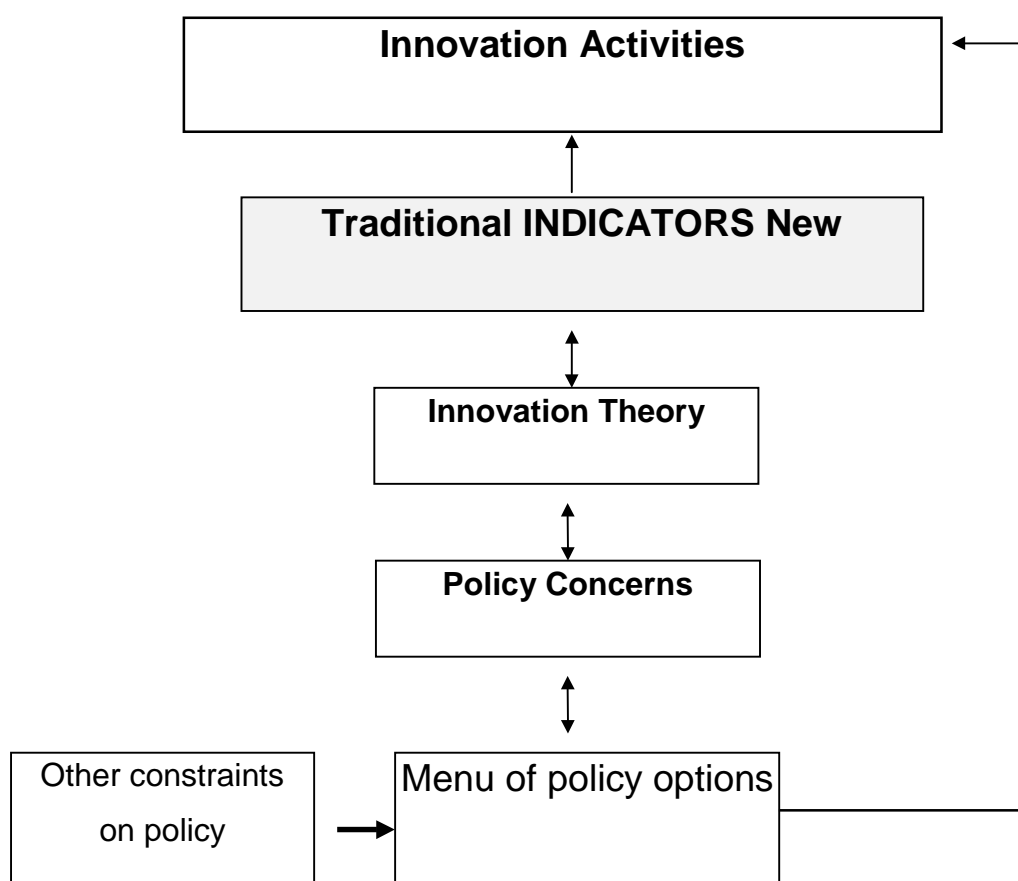 Innovation Activities
Traditional INDICATORS New
Innovation Theory
Policy Concerns
Other constraints
on policy
Menu of policy options